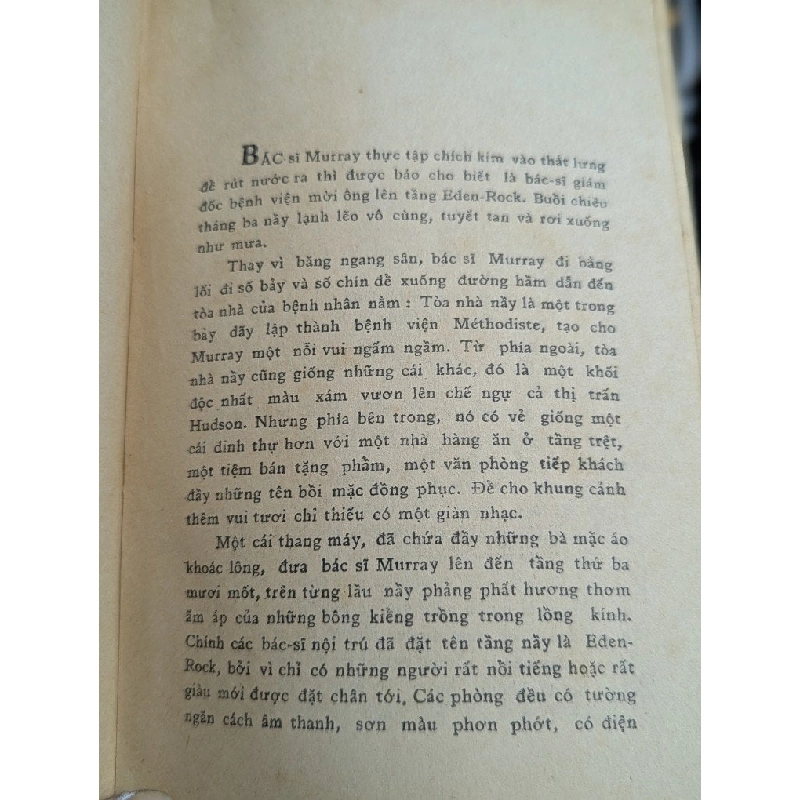 BÁC-sĩ Murray thực tập chích kim vào thắt lưng
để rút nước ra thì được báo cho biết là bác-sĩ giám
đốc bệnh viện mời ông lên tầng Eden-Rock. Buổi chiều
tháng ba nầy lạnh lẽo vô cùng, tuyết tan và rơi xuống
như mưa.
Thay vì băng ngang sân, bác sĩ Murray đi bằng
lối đi số bảy và số chín để xuống đường hầm dẫn đến
tòa nhà của bệnh nhân nằm : Tòa nhà nầy là một trong
bảy dãy lập thành bệnh viện Méthodiste, tạo cho
Murray một nỗi vui ngấm ngầm. Từ phía ngoài, tòa
nhà nầy cũng giống những cái khác, đó là một khối
độc nhất màu xám vươn lên chế ngự cả thị trấn
Hudson. Nhưng phía bên trong, nó có vẻ giống một
cái dinh thự hơn với một nhà hàng ăn ở tầng trệt,
một tiệm bán tặng phẩm, một văn phòng tiếp khách
đầy những tên bồi mặc đồng phục. Để cho khung cảnh
thêm vui tươi chỉ thiếu có một giàn nhạc.
Một cái thang máy, đã chứa đầy những bà mặc áo
khoác lông, đưa bác sĩ Murray lên đến tầng thứ ba
mươi mốt, trên từng lầu nầy phảng phất hương thơm
ấm áp của những bông kiểng trồng trong lồng kính.
Chính các bác-sĩ nội trú đã đặt tên tầng nầy là Eden-
Rock, bởi vì chỉ có những người rất nổi tiếng hoặc rất
giàu mới được đặt chân tới. Các phòng đều có tường
ngăn cách âm thanh, sơn màu phơn phớt, có điện